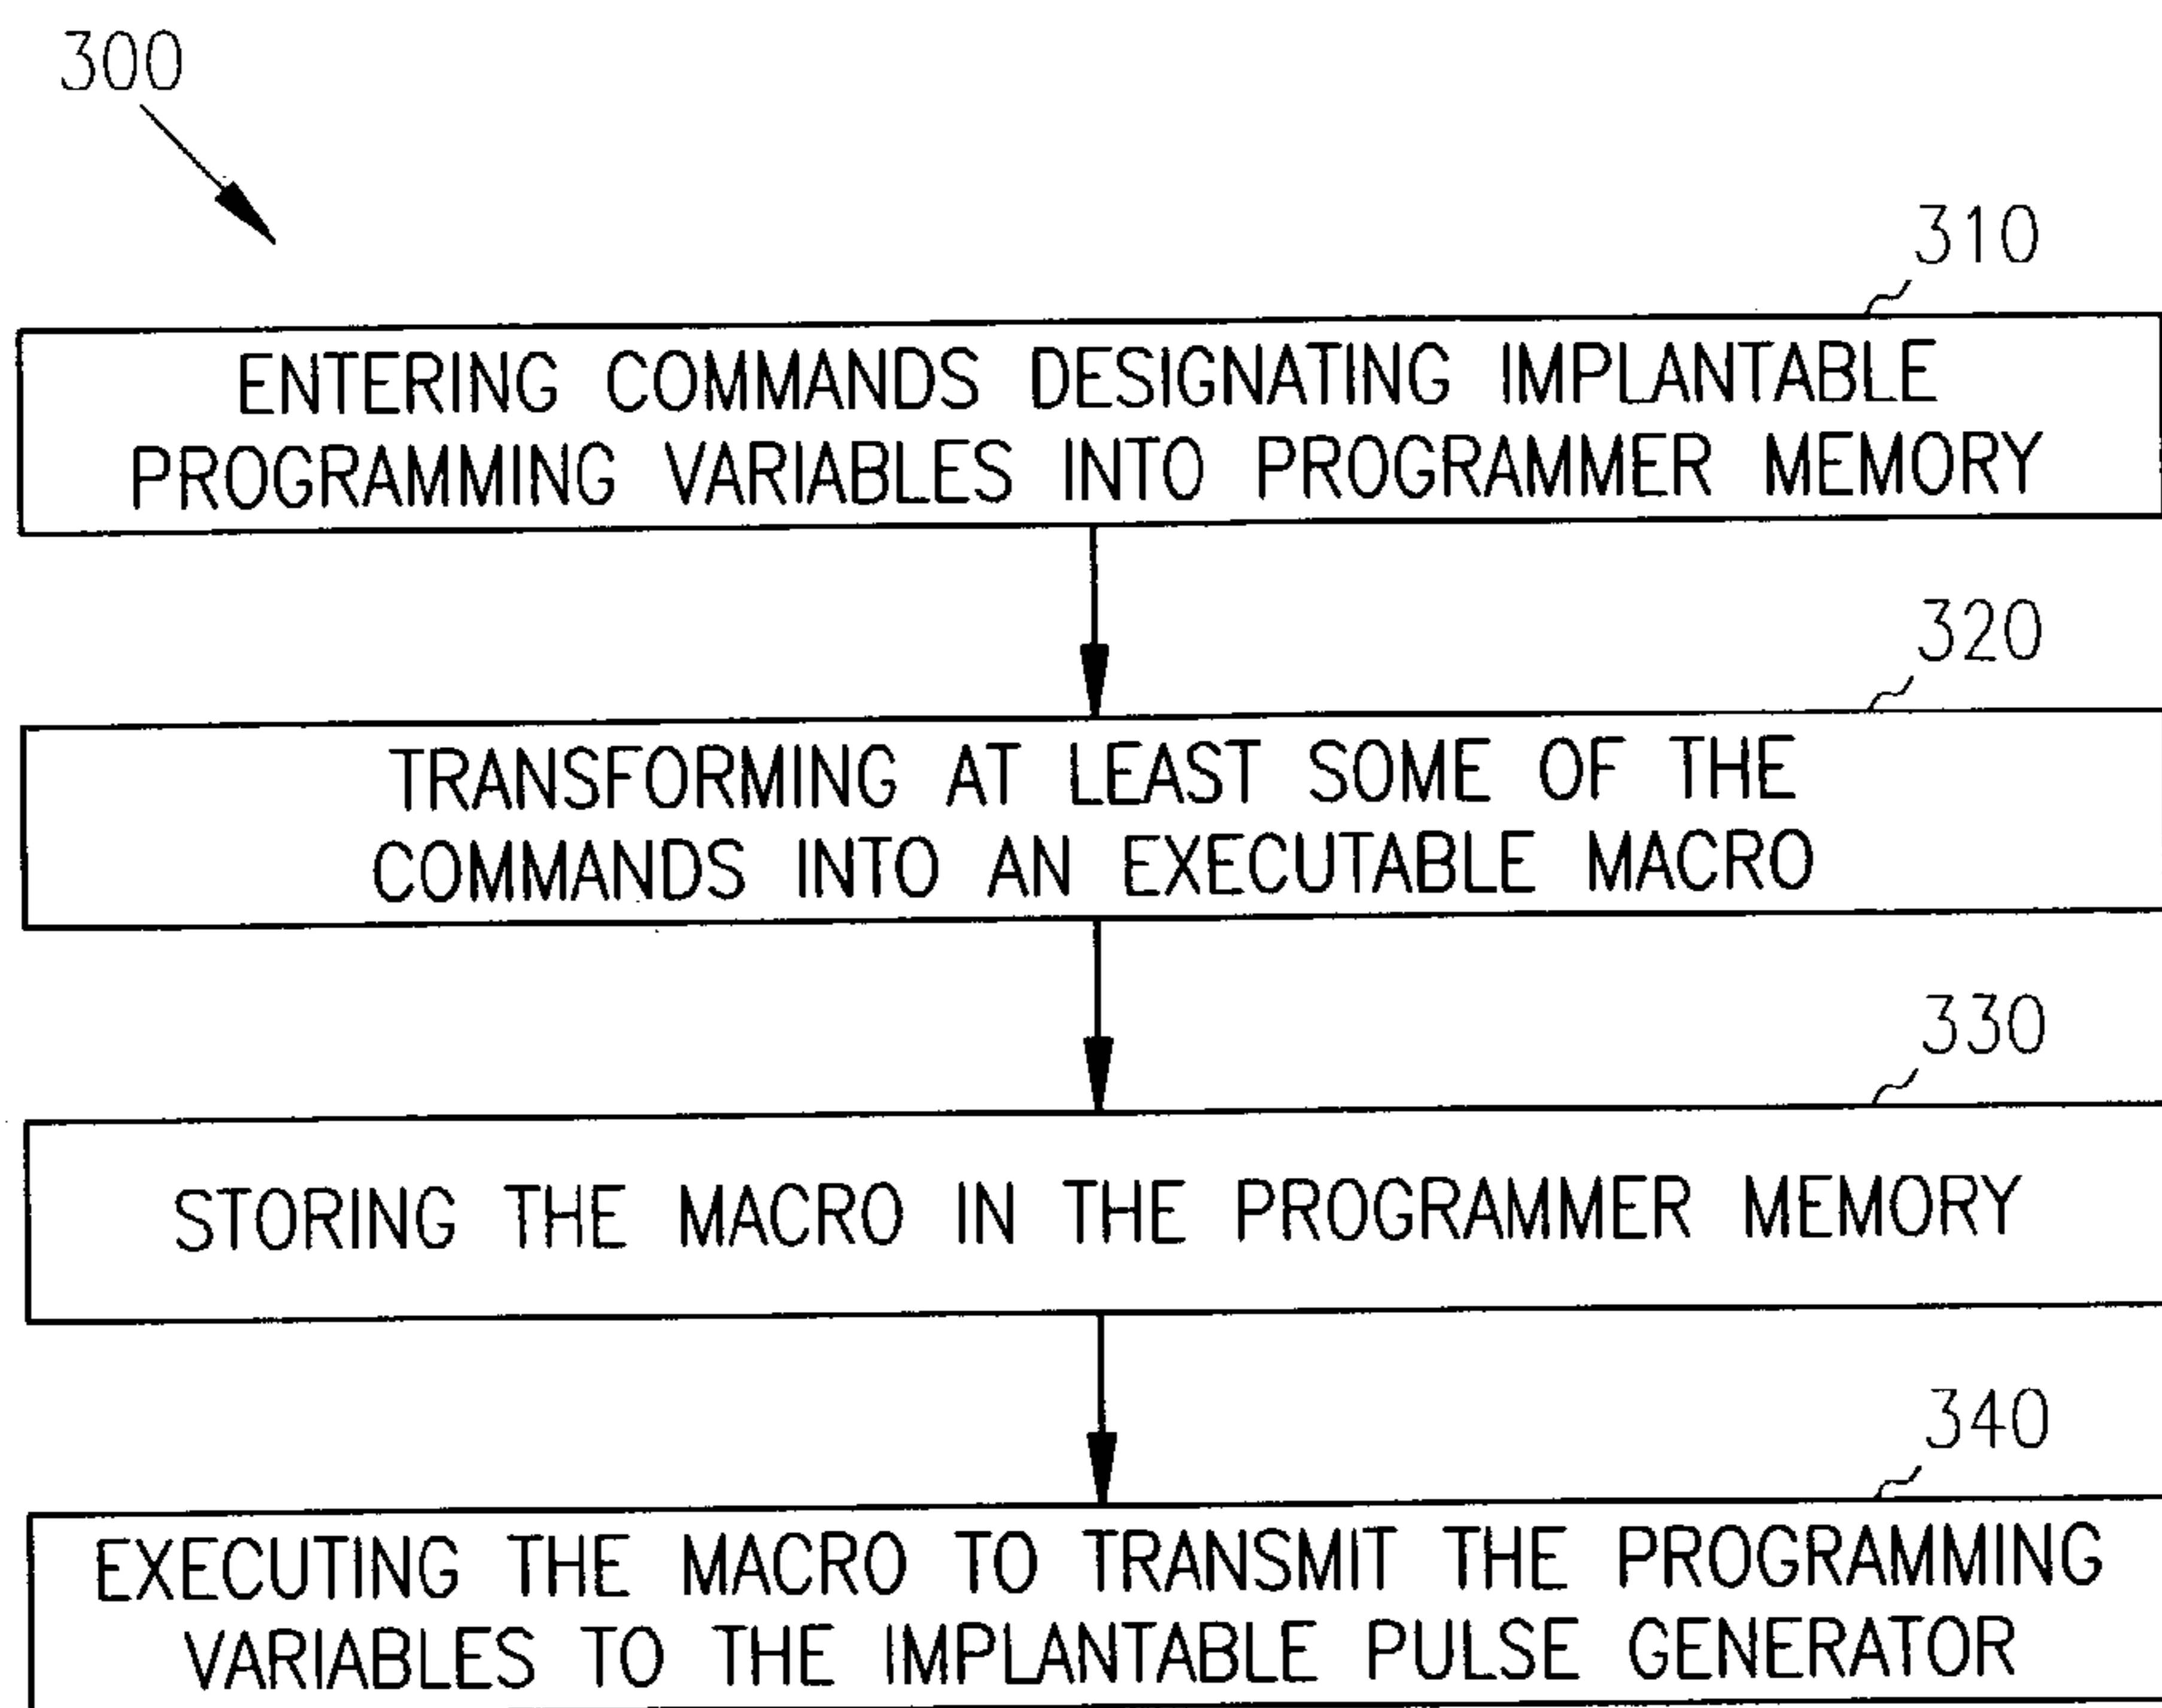 300
310
ENTERING COMMANDS DESIGNATING IMPLANTABLE
PROGRAMMING VARIABLES INTO PROGRAMMER MEMORY
320
TRANSFORMING AT LEAST SOME OF THE
COMMANDS INTO AN EXECUTABLE MACRO
330
STORING THE MACRO IN THE PROGRAMMER MEMORY
340
EXECUTING THE MACRO TO TRANSMIT THE PROGRAMMING
VARIABLES TO THE IMPLANTABLE PULSE GENERATOR